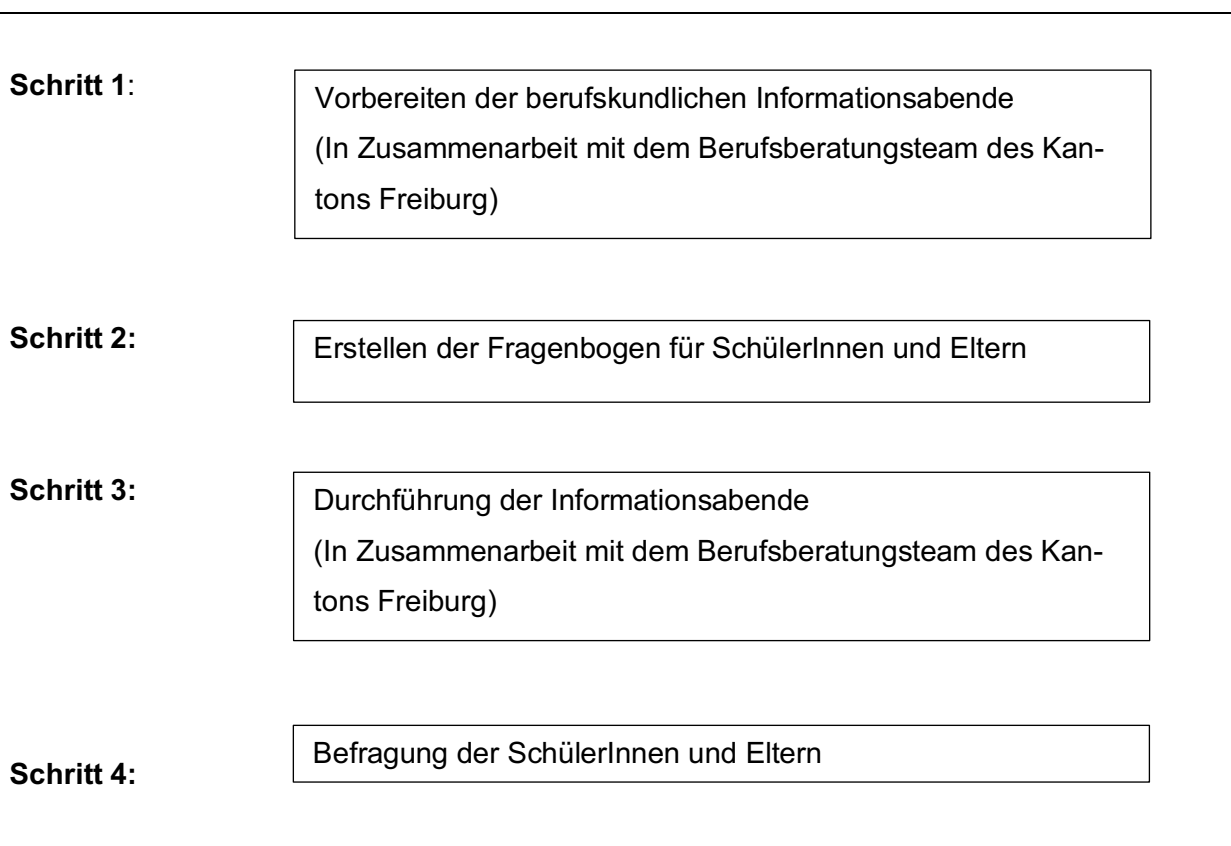 Schritt 1:
Vorbereiten der berufskundlichen Informationsabende
(In Zusammenarbeit mit dem Berufsberatungsteam des Kan-
tons Freiburg)
Schritt 2:
Erstellen der Fragenbogen für SchülerInnen und Eltern
Schritt 3:
Durchführung der Informationsabende
(In Zusammenarbeit mit dem Berufsberatungsteam des Kan-
tons Freiburg)
Schritt 4:
Befragung der SchülerInnen und Eltern